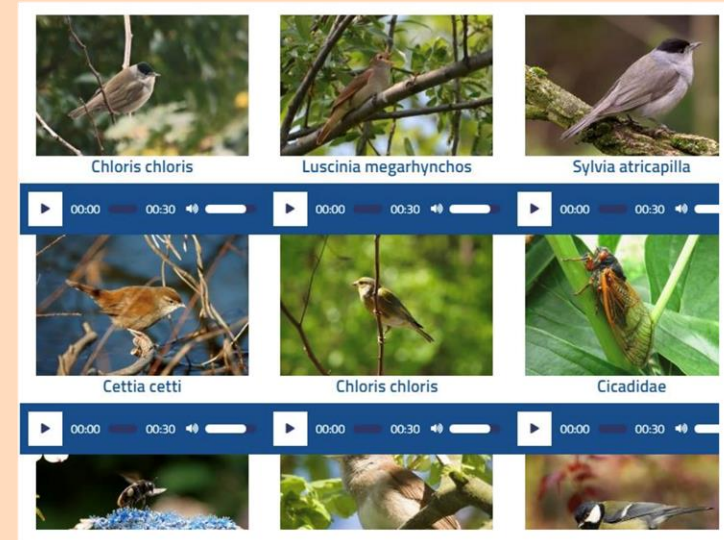 Chloris chloris
Luscinia megarhynchos
Sylvia atricapilla
00:00 00:30
00:00 00:30
00:00 00:30
Cettia cetti
Chloris chloris
Cicadidae
00:00 00:30
00:00 00:30
00:00 00:30